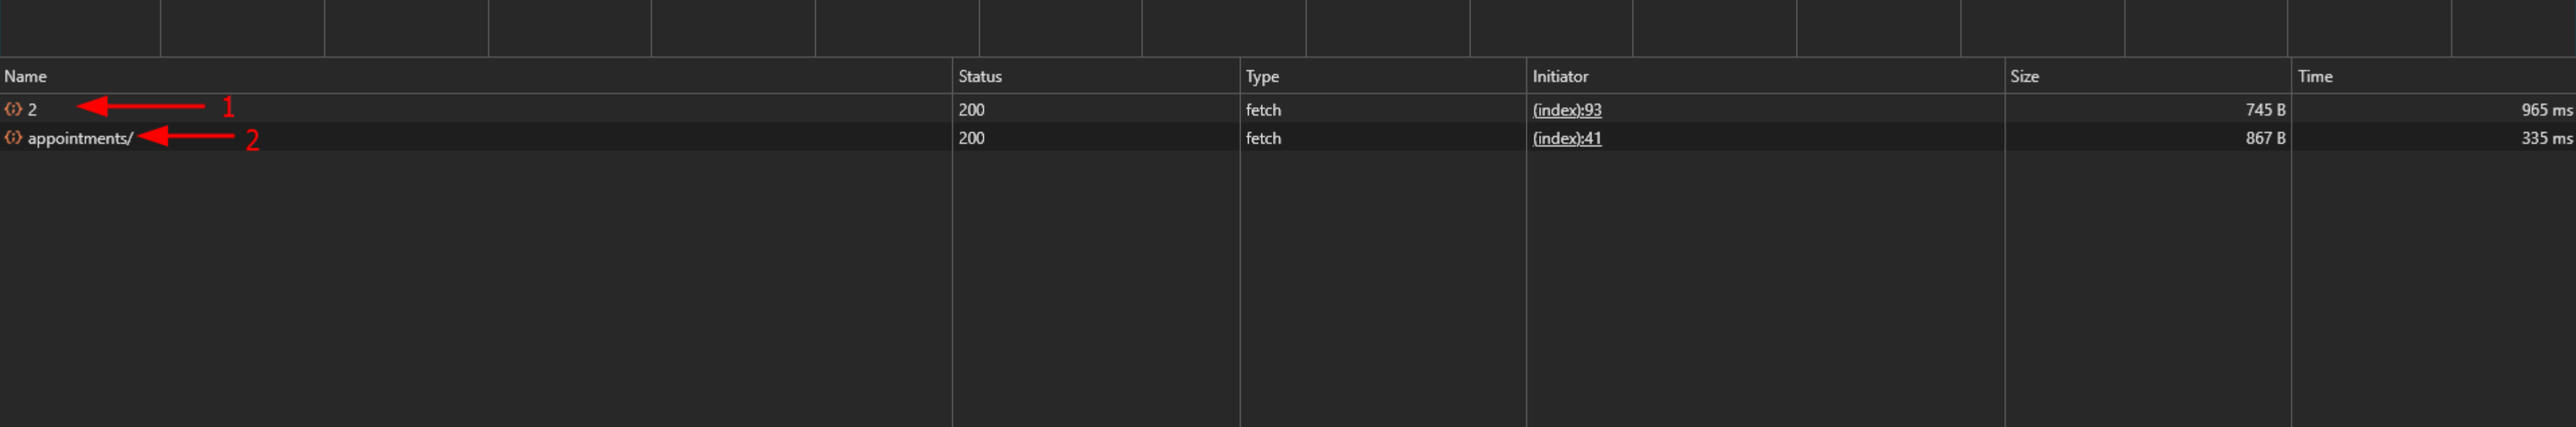 Name Status Type Initiator Size Time
2 1 200 fetch (index):93 745 B 965 ms
appointments/ 2 200 fetch (index):41 867 B 335 ms